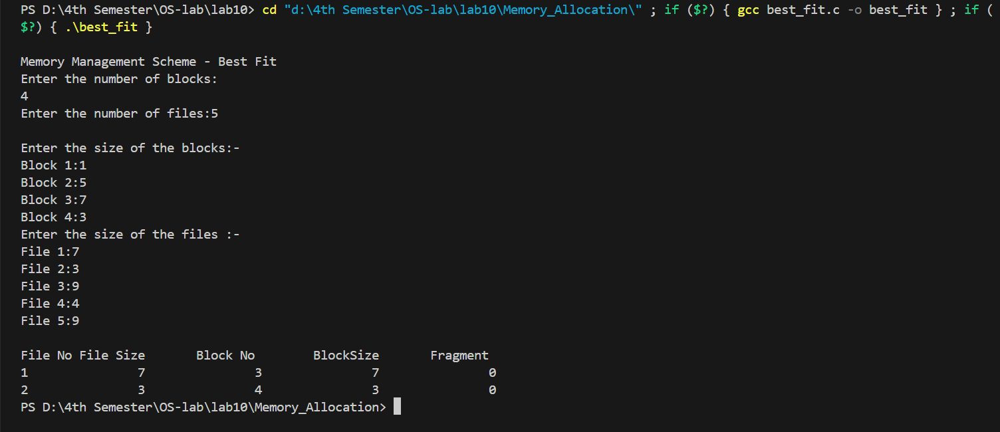 PS D:\4th Semester\OS-lab\lab10> cd "d:\4th Semester\OS-lab\lab10\Memory_Allocation\" ; if ($?) { gcc best_fit.c -o best_fit } ; if (
$?) { .\best_fit }
Memory Management Scheme - Best Fit
Enter the number of blocks:
4
Enter the number of files:5
Enter the size of the blocks:-
Block 1:1
Block 2:5
Block 3:7
Block 4:3
Enter the size of the files :-
File 1:7
File 2:3
File 3:9
File 4:4
File 5:9
File No File Size       Block No        BlockSize       Fragment
1               7               3               7               0
2               3               4               3               0
PS D:\4th Semester\OS-lab\lab10\Memory_Allocation>